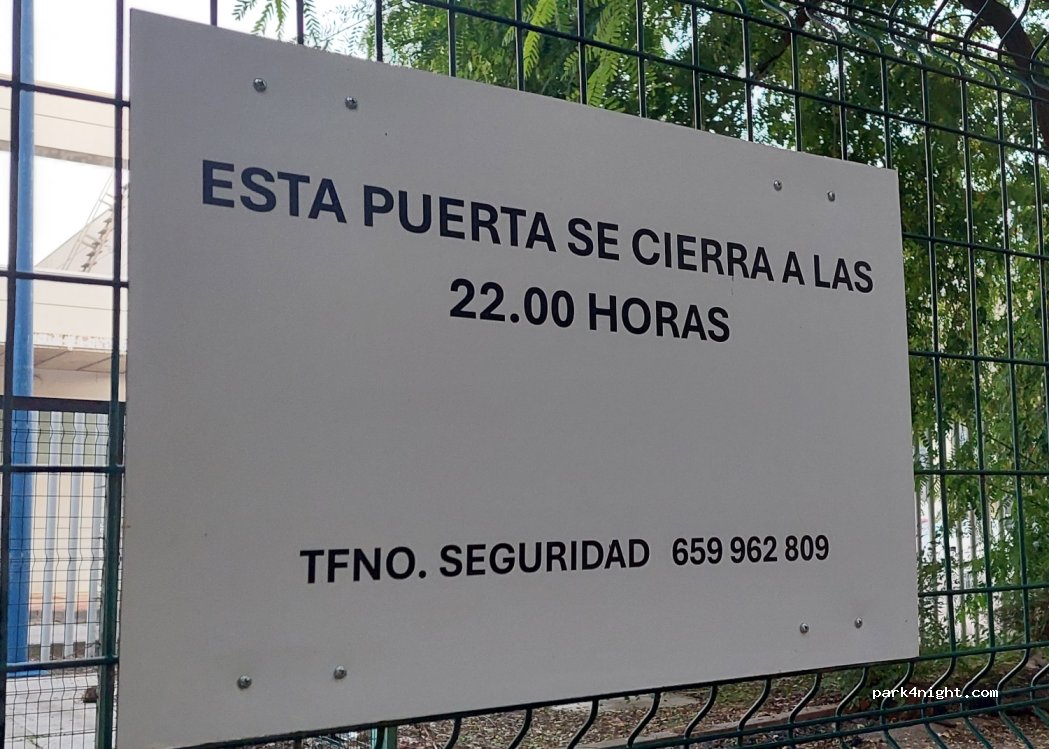 ESTA PUERTA SE CIERRA A LAS
22.00 HORAS
TFNO. SEGURIDAD 659 962 809
park4night.com